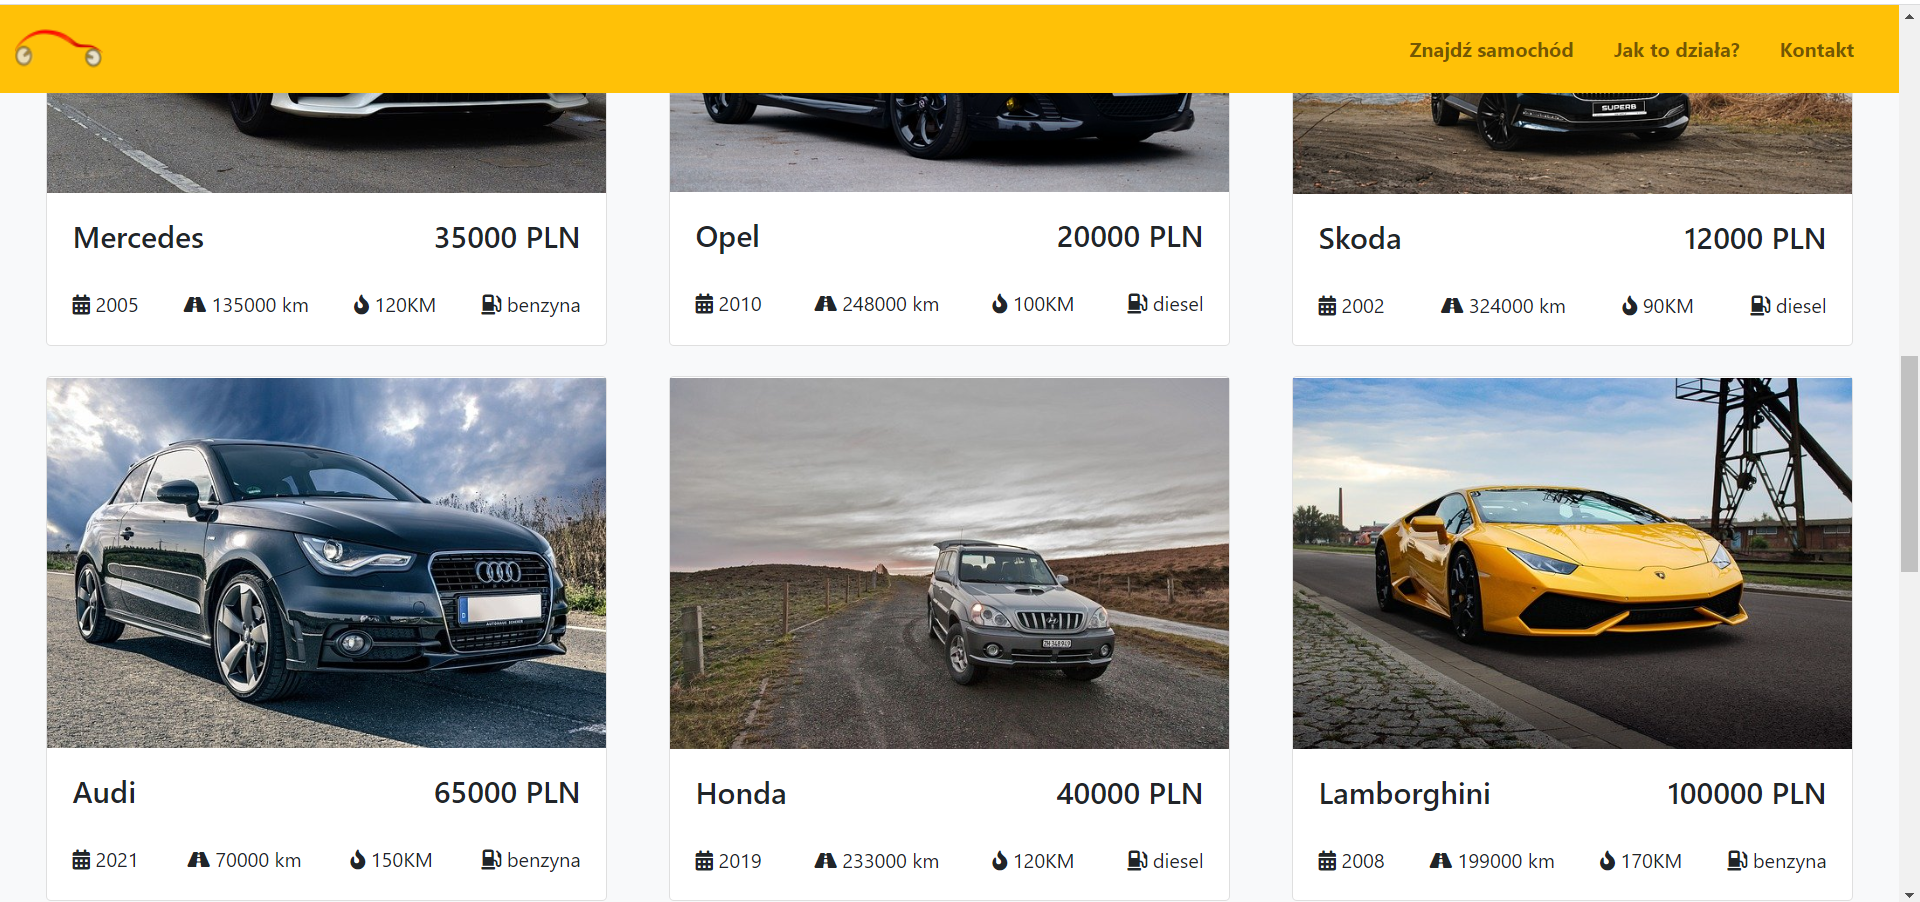 Znajdź samochód Jak to działa? Kontakt
SUPERB
Mercedes 35000 PLN
2005 135000 km 120KM benzyna
Opel 20000 PLN
2010 248000 km 100KM diesel
Skoda 12000 PLN
2002 324000 km 90KM diesel
Audi 65000 PLN
2021 70000 km 150KM benzyna
Honda 40000 PLN
2019 233000 km 120KM diesel
Lamborghini 100000 PLN
2008 199000 km 170KM benzyna